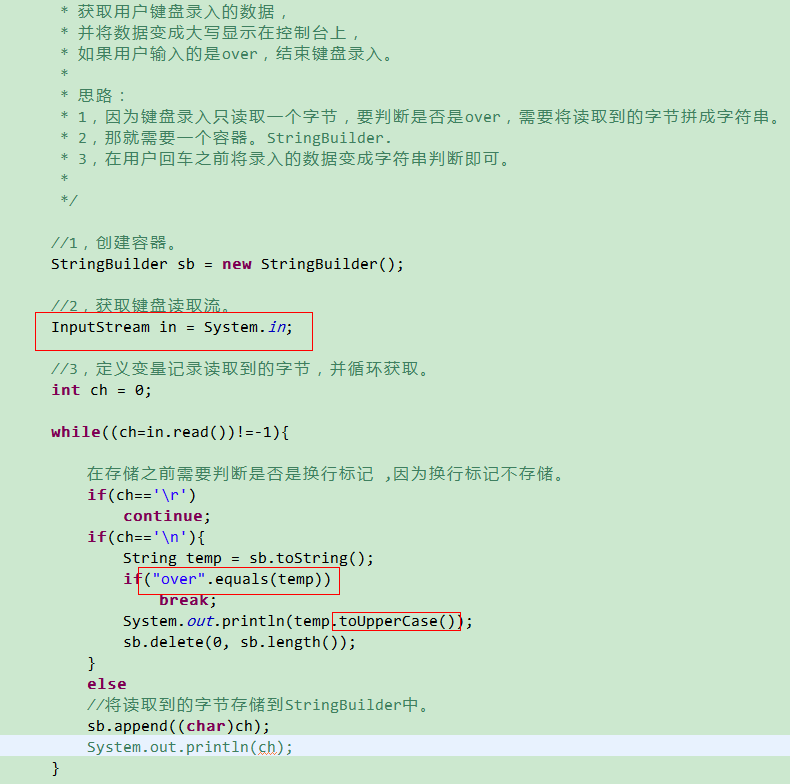 * 获取用户键盘录入的数据，
* 并将数据变成大写显示在控制台上，
* 如果用户输入的是over，结束键盘录入。
*
* 思路：
* 1，因为键盘录入只读取一个字节，要判断是否是over，需要将读取到的字节拼成字符串。
* 2，那就需要一个容器。StringBuilder.
* 3，在用户回车之前将录入的数据变成字符串判断即可。
*
*/
//1，创建容器。
StringBuilder sb = new StringBuilder();
//2，获取键盘读取流。
InputStream in = System.in;
//3，定义变量记录读取到的字节，并循环获取。
int ch = 0;
while((ch=in.read())!=-1){
在存储之前需要判断是否是换行标记 ,因为换行标记不存储。
if(ch=='\r')
continue;
if(ch=='\n'){
String temp = sb.toString();
if("over".equals(temp))
break;
System.out.println(temp.toUpperCase());
sb.delete(0, sb.length());
}
else
//将读取到的字节存储到StringBuilder中。
sb.append((char)ch);
System.out.println(ch);
}